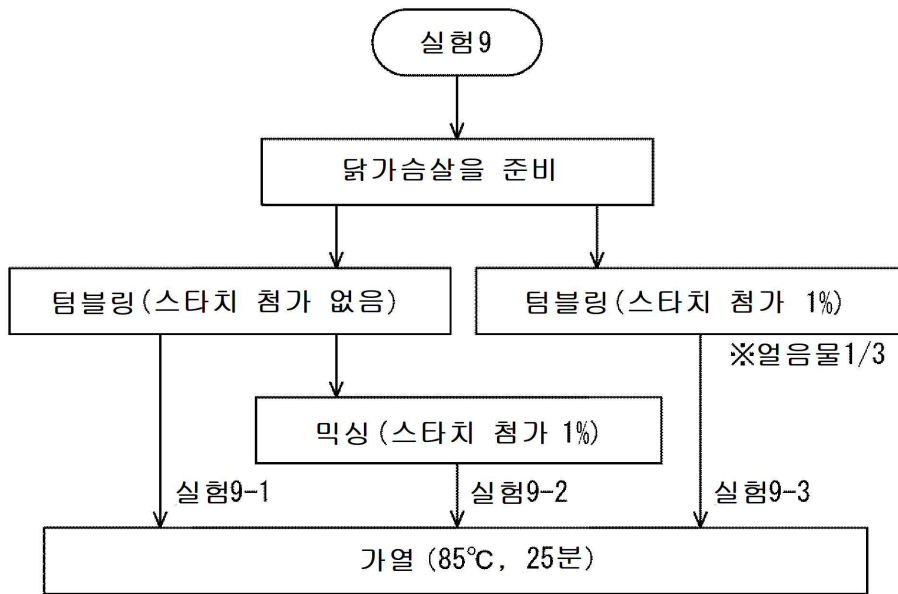 실험9
닭가슴살을 준비
텀블링(스타치 첨가 없음)
텀블링(스타치 첨가 1%)
※얼음물1/3
믹싱(스타치 첨가 1%)
실험9-1
실험9-2
실험9-3
가열 (85℃, 25분)